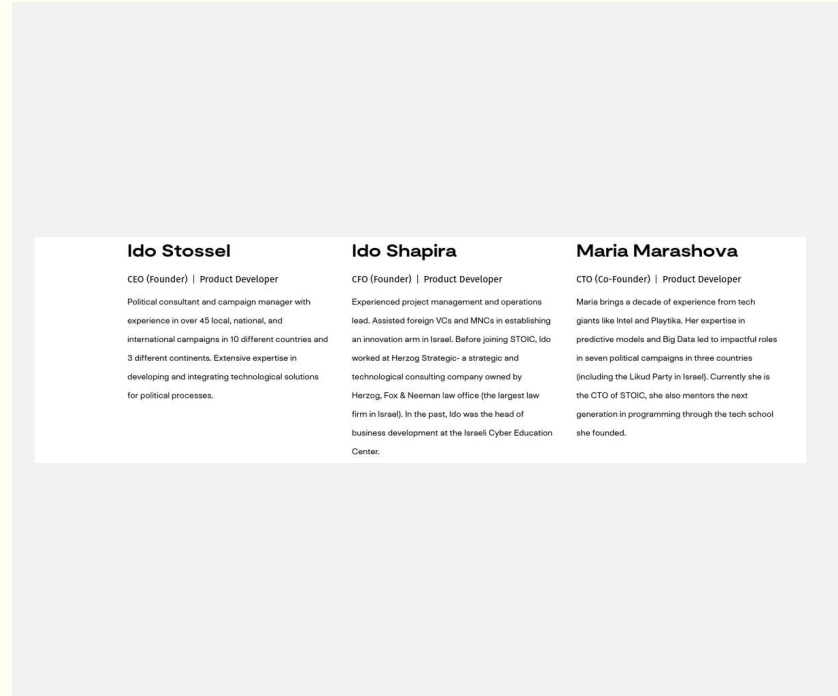 Ido Stossel
CEO (Founder) | Product Developer
Political consultant and campaign manager with
experience in over 45 local, national, and
international campaigns in 10 different countries and
3 different continents. Extensive expertise in
developing and integrating technological solutions
for political processes.
Ido Shapira
CFO (Founder) | Product Developer
Experienced project management and operations
lead. Assisted foreign VCs and MNCs in establishing
an innovation arm in Israel. Before joining STOIC, Ido
worked at Herzog Strategic- a strategic and
technological consulting company owned by
Herzog, Fox & Neeman law office (the largest law
firm in Israel). In the past, Ido was the head of
business development at the Israeli Cyber Education
Center.
Maria Marashova
CTO (Co-Founder) | Product Developer
Maria brings a decade of experience from tech
giants like Intel and Playtika. Her expertise in
predictive models and Big Data led to impactful roles
in seven political campaigns in three countries
(including the Likud Party in Israel). Currently she is
the CTO of STOIC, she also mentors the next
generation in programming through the tech school
she founded.